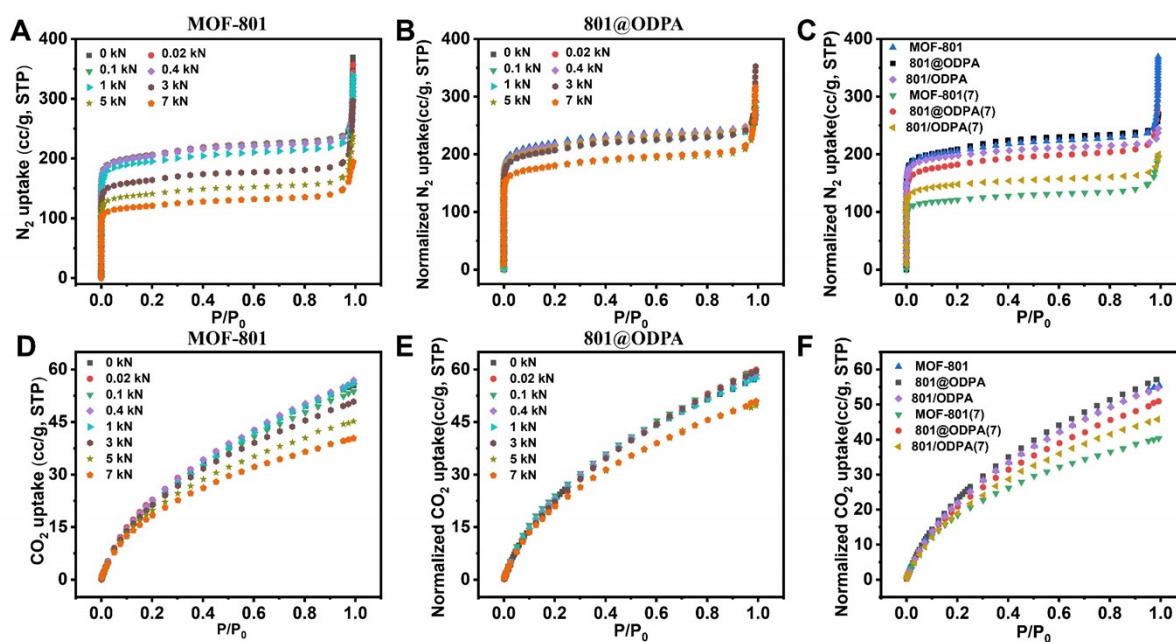 A
MOF-801
N₂ uptake (cc/g, STP)
400
300
200
100
0
0 kN
0.02 kN
0.1 kN
0.4 kN
1 kN
3 kN
5 kN
7 kN
0.0 0.2 0.4 0.6 0.8 1.0
P/P₀
B
801@ODPA
Normalized N₂ uptake(cc/g, STP)
400
300
200
100
0
0 kN
0.02 kN
0.1 kN
0.4 kN
1 kN
3 kN
5 kN
7 kN
0.0 0.2 0.4 0.6 0.8 1.0
P/P₀
C
Normalized N₂ uptake(cc/g, STP)
400
300
200
100
0
MOF-801
801@ODPA
801/ODPA
MOF-801(7)
801@ODPA(7)
801/ODPA(7)
0.0 0.2 0.4 0.6 0.8 1.0
P/P₀
D
MOF-801
CO₂ uptake (cc/g, STP)
60
45
30
15
0
0 kN
0.02 kN
0.1 kN
0.4 kN
1 kN
3 kN
5 kN
7 kN
0.0 0.2 0.4 0.6 0.8 1.0
P/P₀
E
801@ODPA
Normalized CO₂ uptake(cc/g, STP)
60
45
30
15
0
0 kN
0.02 kN
0.1 kN
0.4 kN
1 kN
3 kN
5 kN
7 kN
0.0 0.2 0.4 0.6 0.8 1.0
P/P₀
F
Normalized CO₂ uptake(cc/g, STP)
60
45
30
15
0
MOF-801
801@ODPA
801/ODPA
MOF-801(7)
801@ODPA(7)
801/ODPA(7)
0.0 0.2 0.4 0.6 0.8 1.0
P/P₀